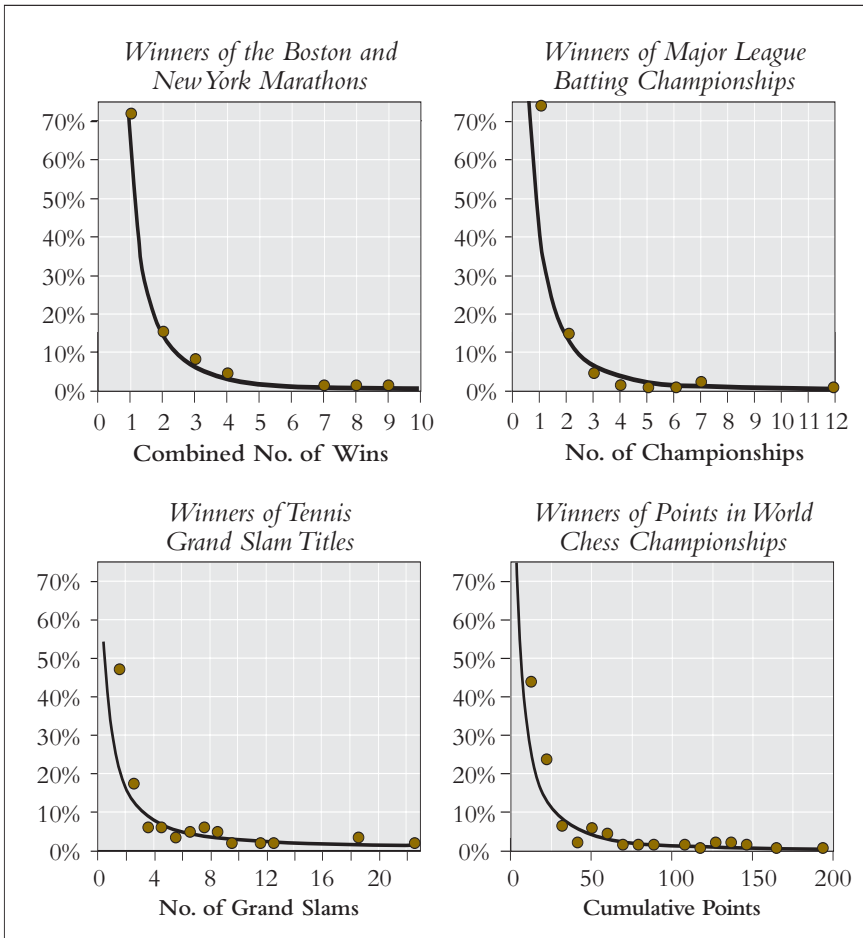 Winners of the Boston and
New York Marathons
70%
60%
50%
40%
30%
20%
10%
0%
0 1 2 3 4 5 6 7 8 9 10
Combined No. of Wins
Winners of Major League
Batting Championships
70%
60%
50%
40%
30%
20%
10%
0%
0 1 2 3 4 5 6 7 8 9 10 11 12
No. of Championships
Winners of Tennis
Grand Slam Titles
70%
60%
50%
40%
30%
20%
10%
0%
0 4 8 12 16 20
No. of Grand Slams
Winners of Points in World
Chess Championships
70%
60%
50%
40%
30%
20%
10%
0%
0 50 100 150 200
Cumulative Points